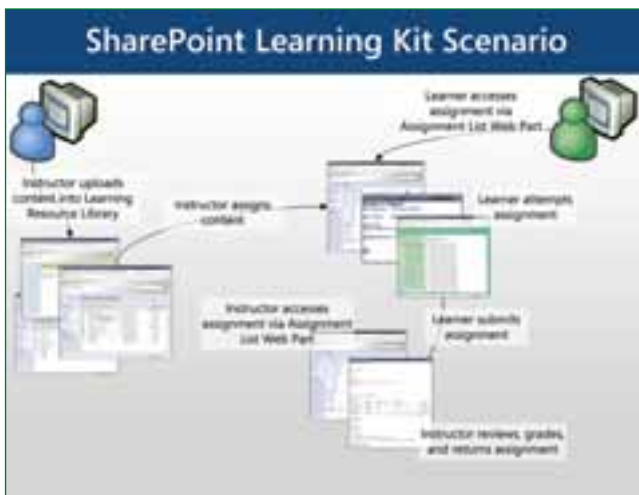 SharePoint Learning Kit Scenario
Learner accesses
assignment via
Assignment List Web Part
Instructor uploads
content into Learning
Resource Library
Instructor assigns
content
Learner attempts
assignment
Instructor accesses
assignment via Assignment
List Web Part
Learner submits
assignment
Instructor reviews, grades,
and returns assignment